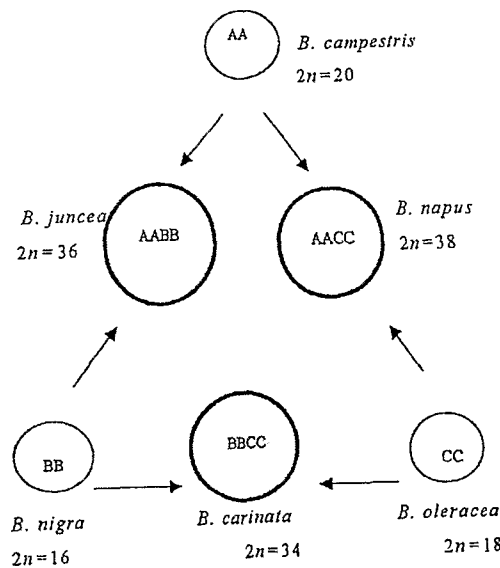 AA
B. campestris
2n=20
B. juncea
2n=36
AABB
AACC
B. napus
2n=38
BB
BBCC
CC
B. nigra
2n=16
B. carinata
2n=34
B. oleracea
2n=18